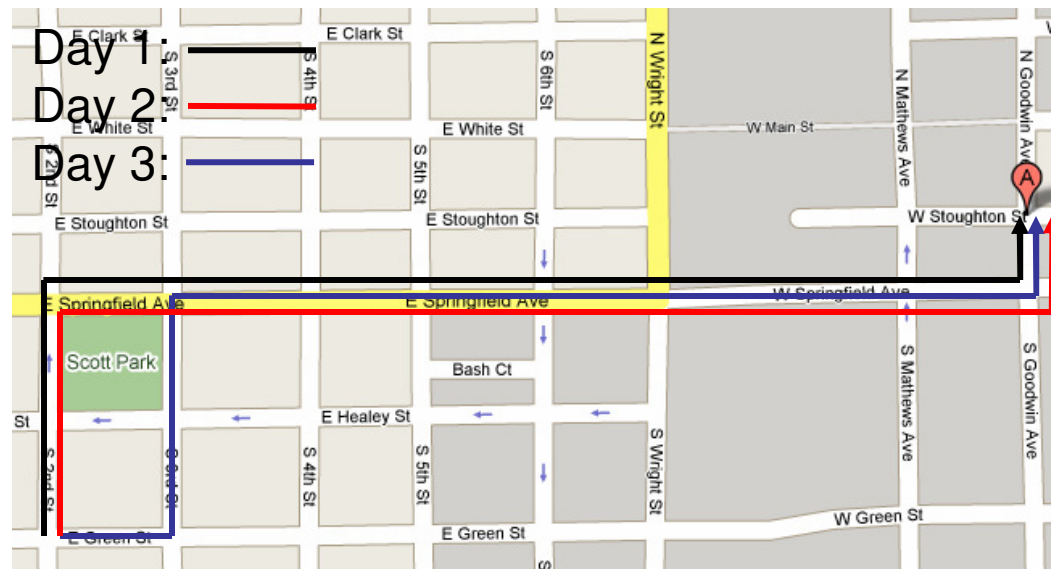 Day 1:
Day 2:
Day 3:
E Clark St
E Clark St
S 3rd St
S 4th St
S 6th St
N Wright St
N Mathews Ave
N Goodwin Ave
E White St
E White St
W Main St
S 2nd St
S 5th St
A
E Stoughton St
E Stoughton St
W Stoughton St
E Springfield Ave
E Springfield Ave
W Springfield Ave
Scott Park
Bash Ct
St
E Healey St
S 2nd St
S 3rd St
S 4th St
S 5th St
S Wright St
S Mathews Ave
S Goodwin Ave
E Green St
E Green St
W Green St
S